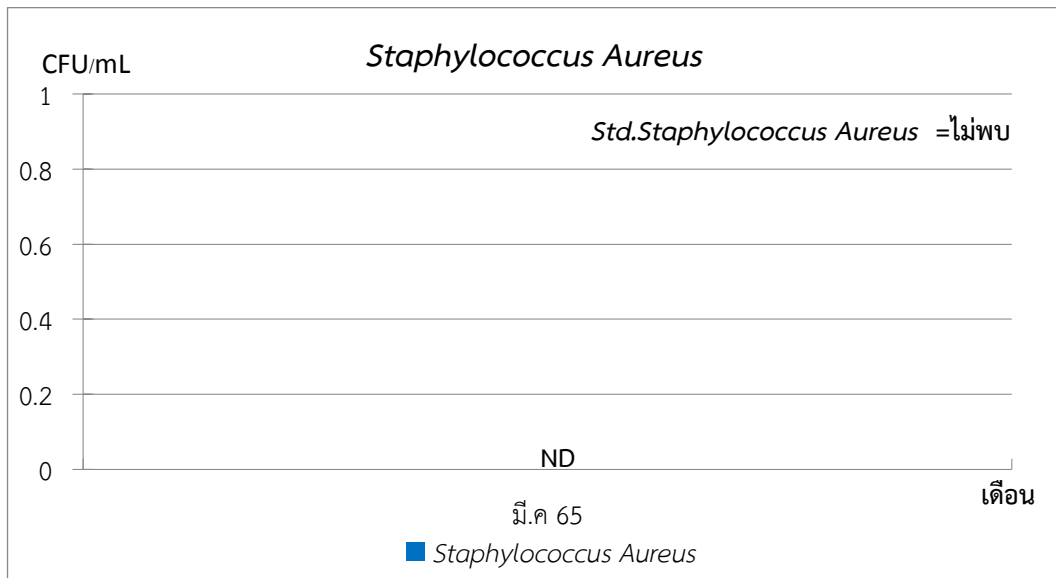 Staphylococcus Aureus
CFU/mL
1
Std.Staphylococcus Aureus =ไม่พบ
0.8
0.6
0.4
0.2
ND
0
เดือน
มี.ค 65
Staphylococcus Aureus